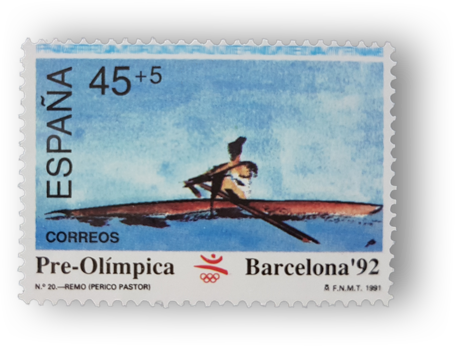 ESPAÑA
45+5
CORREOS
Pre-Olímpica Barcelona'92
N.º 20.—REMO (PERICO PASTOR) F.N.M.T. 1991